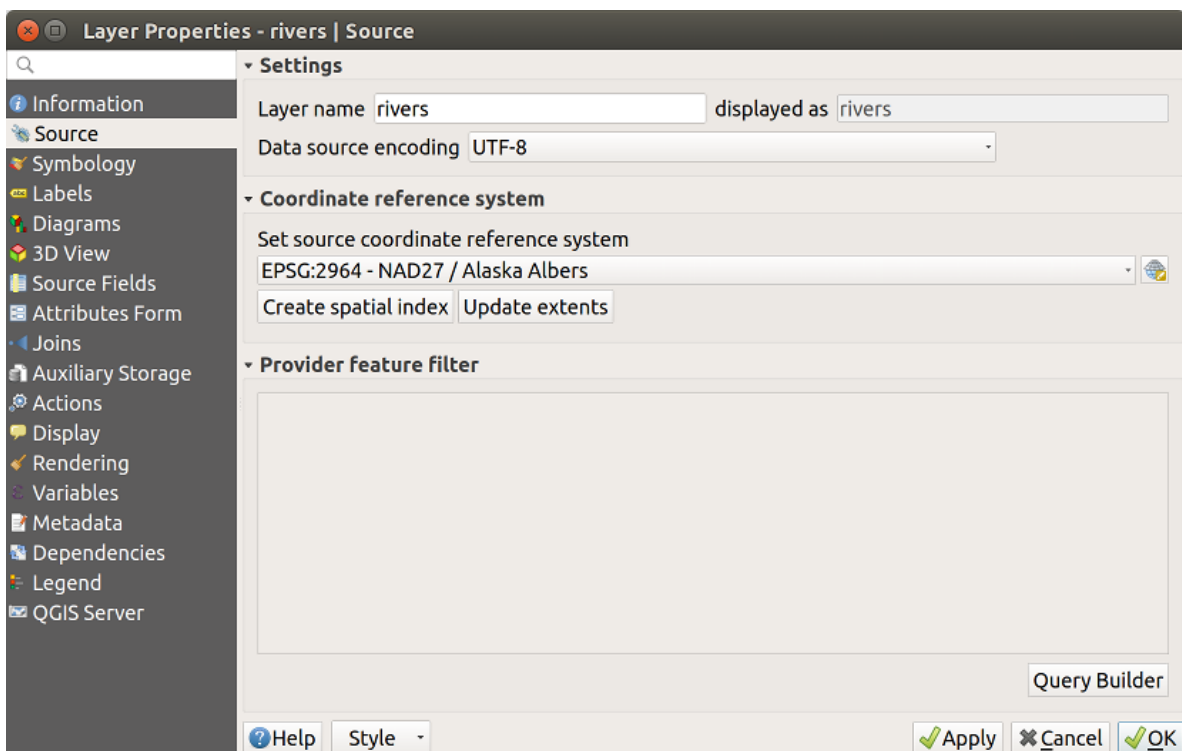 Layer Properties - rivers | Source
Information
Source
Symbology
Labels
Diagrams
3D View
Source Fields
Attributes Form
Joins
Auxiliary Storage
Actions
Display
Rendering
Variables
Metadata
Dependencies
Legend
QGIS Server
Settings
Layer name rivers displayed as rivers
Data source encoding UTF-8
Coordinate reference system
Set source coordinate reference system
EPSG:2964 - NAD27 / Alaska Albers
Create spatial index Update extents
Provider feature filter
Query Builder
Help Style Apply Cancel OK